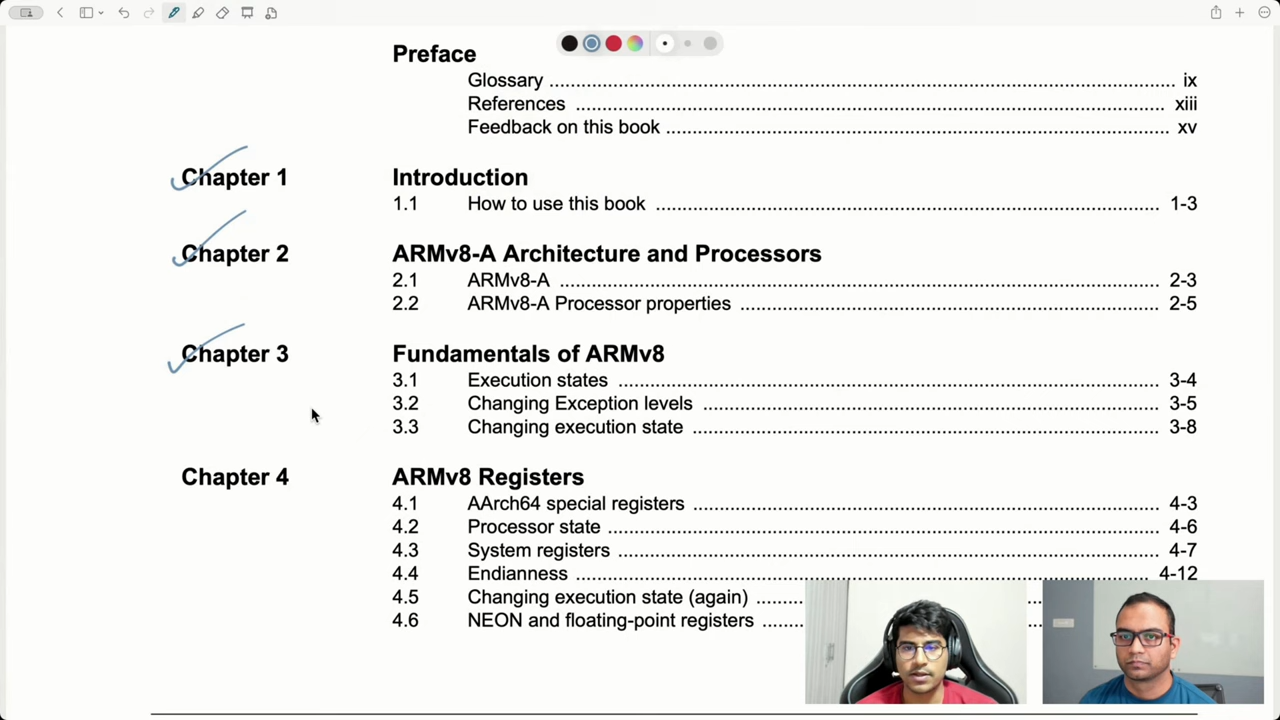 Preface
Glossary ........ ix
References ........ xiii
Feedback on this book ........ xv
Chapter 1 Introduction
1.1 How to use this book ........ 1-3
Chapter 2 ARMv8-A Architecture and Processors
2.1 ARMv8-A ........ 2-3
2.2 ARMv8-A Processor properties ........ 2-5
Chapter 3 Fundamentals of ARMv8
3.1 Execution states ........ 3-4
3.2 Changing Exception levels ........ 3-5
3.3 Changing execution state ........ 3-8
Chapter 4 ARMv8 Registers
4.1 AArch64 special registers ........ 4-3
4.2 Processor state ........ 4-6
4.3 System registers ........ 4-7
4.4 Endianness ........ 4-12
4.5 Changing execution state (again) ........
4.6 NEON and floating-point registers ........